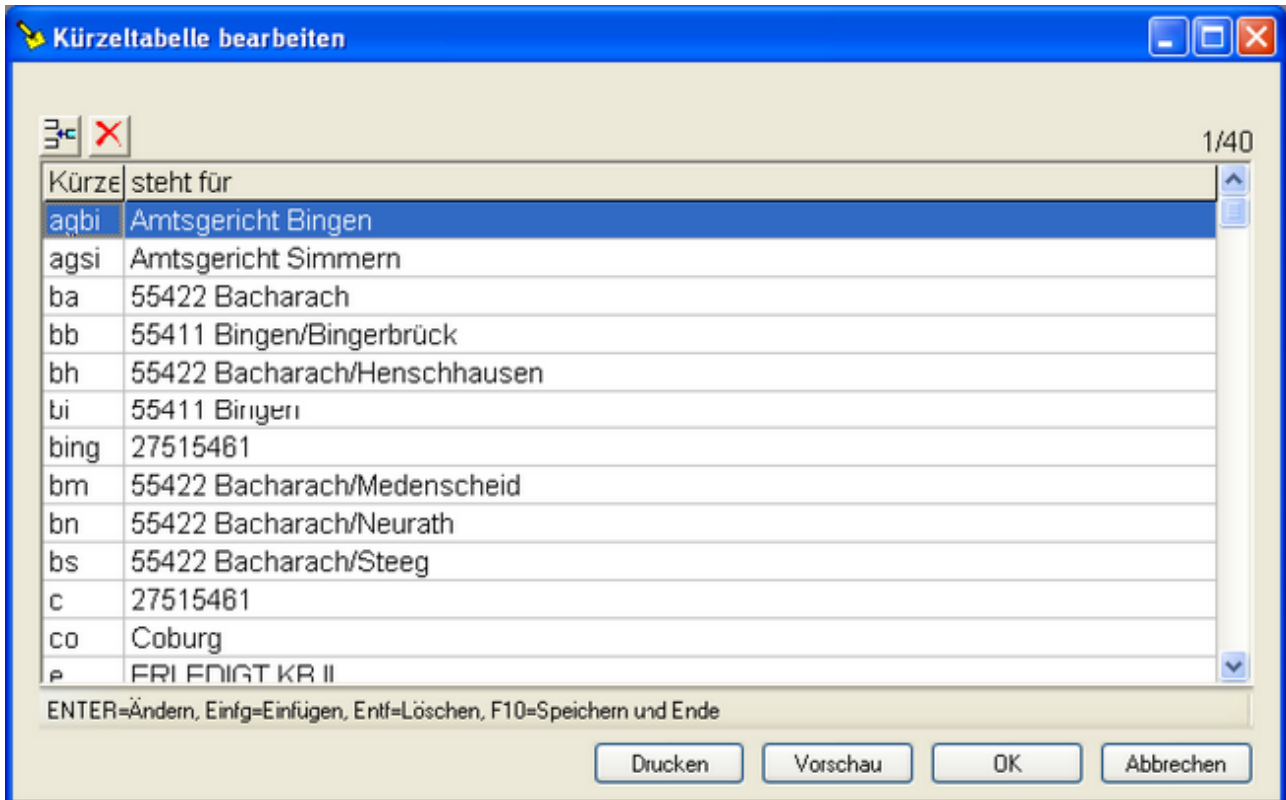 Kürzeltabelle bearbeiten
1/40
Kürze steht für
agbi Amtsgericht Bingen
agsi Amtsgericht Simmern
ba 55422 Bacharach
bb 55411 Bingen/Bingerbrück
bh 55422 Bacharach/Henschhausen
bi 55411 Bingen
bing 27515461
bm 55422 Bacharach/Medenscheid
bn 55422 Bacharach/Neurath
bs 55422 Bacharach/Steeg
c 27515461
co Coburg
e ERLEDIGT KB II
ENTER=Ändern, Einfg=Einfügen, Entf=Löschen, F10=Speichern und Ende
Drucken Vorschau OK Abbrechen